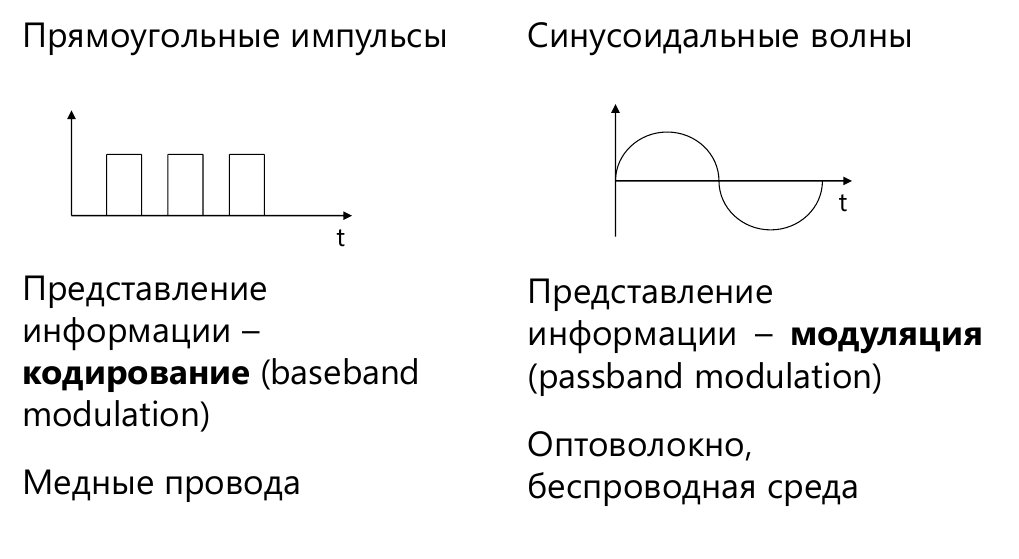 Прямоугольные импульсы
t
Представление
информации –
кодирование (baseband
modulation)
Медные провода
Синусоидальные волны
t
Представление
информации – модуляция
(passband modulation)
Оптоволокно,
беспроводная среда